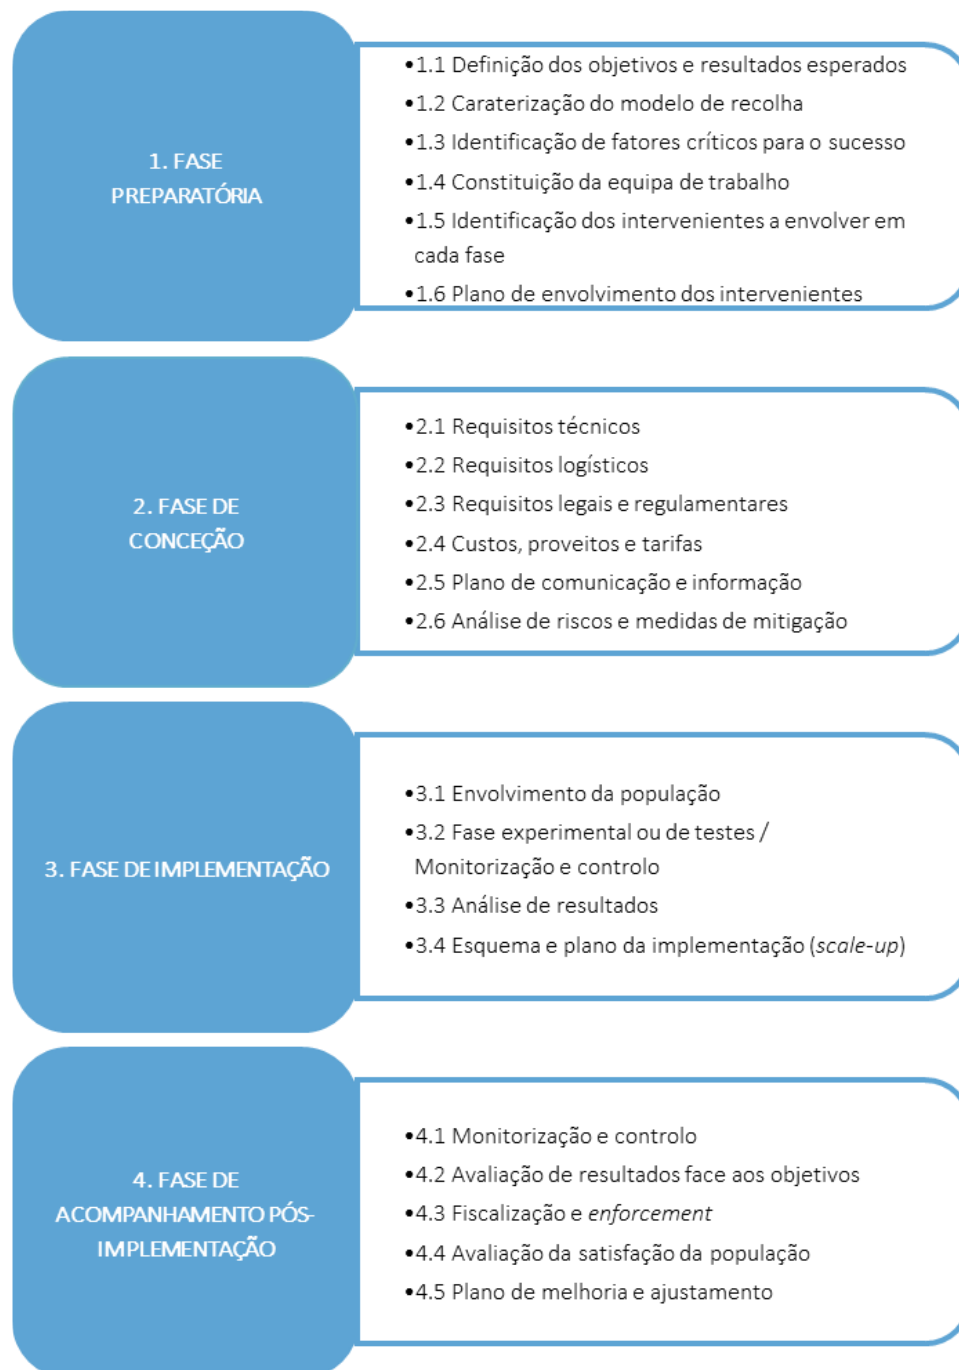 1. FASE
PREPARATÓRIA
•1.1 Definição dos objetivos e resultados esperados
•1.2 Caraterização do modelo de recolha
•1.3 Identificação de fatores críticos para o sucesso
•1.4 Constituição da equipa de trabalho
•1.5 Identificação dos intervenientes a envolver em
cada fase
•1.6 Plano de envolvimento dos intervenientes
2. FASE DE
CONCEÇÃO
•2.1 Requisitos técnicos
•2.2 Requisitos logísticos
•2.3 Requisitos legais e regulamentares
•2.4 Custos, proveitos e tarifas
•2.5 Plano de comunicação e informação
•2.6 Análise de riscos e medidas de mitigação
3. FASE DE IMPLEMENTAÇÃO
•3.1 Envolvimento da população
•3.2 Fase experimental ou de testes /
Monitorização e controlo
•3.3 Análise de resultados
•3.4 Esquema e plano da implementação (scale-up)
4. FASE DE
ACOMPANHAMENTO PÓS-
IMPLEMENTAÇÃO
•4.1 Monitorização e controlo
•4.2 Avaliação de resultados face aos objetivos
•4.3 Fiscalização e enforcement
•4.4 Avaliação da satisfação da população
•4.5 Plano de melhoria e ajustamento